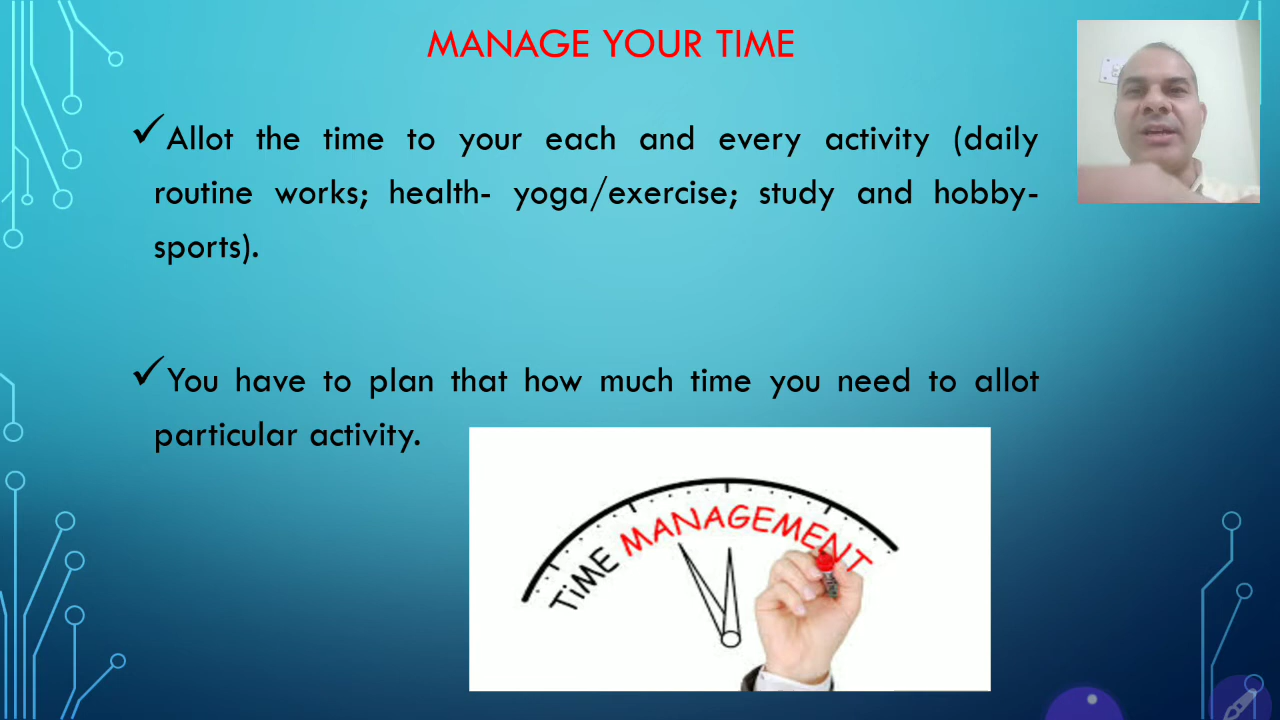 MANAGE YOUR TIME
✓Allot the time to your each and every activity (daily
routine works; health- yoga/exercise; study and hobby-
sports).
✓You have to plan that how much time you need to allot
particular activity.
TiME MANAGEMENT